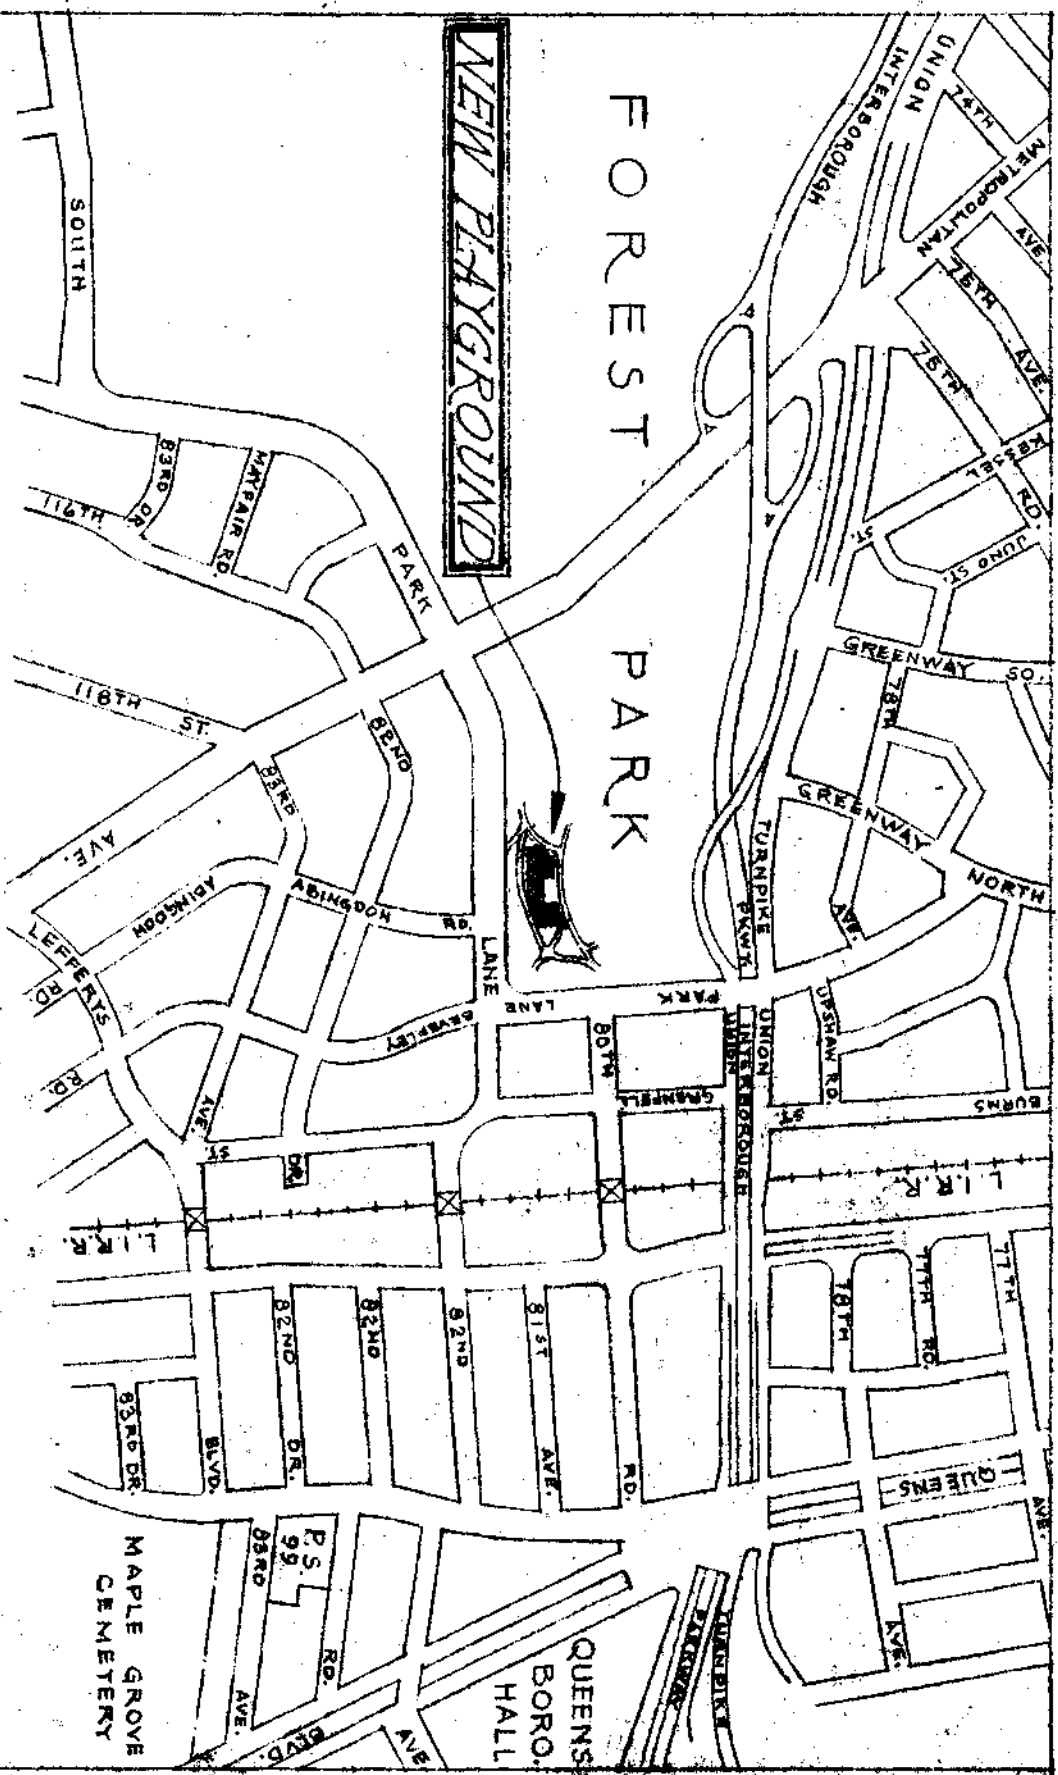 UNION
INTERBOROUGH
74TH
METROPOLITAN
AVE.
75TH
AVE.
75TH
KESSEL
RD.
ST.
JUNO ST.
GREENWAY SO.
78TH
GREENWAY
NORTH
AVE.
TURNPIKE
PKWY.
FOREST
PARK
NEW PLAYGROUND
SOUTH
83RD DR.
MAYFAIR RD.
116TH
PARK
118TH ST.
82ND
83RD
AVE.
ABINGDON
ABINGDON
RD.
LANE
LEFFERTS
RD.
RD.
BEVERLEY
AVE.
LANE
PARK
80TH
GRENFELL
UNION
INTERBOROUGH
UNION
UPSHAW RD.
ST.
BURNS
ST
DR.
L.I.R.R.
L.I.R.R.
77TH
77TH RD.
78TH
82ND
DR.
82ND
82ND
81ST
AVE.
RD.
BLVD.
83RD DR.
QUEENS
AVE.
AVE.
P.S.
99
83RD
AVE.
RD.
BLVD.
AVE
MAPLE GROVE
CEMETERY
QUEENS
BORO.
HALL
TURNPIKE
PARKWAY